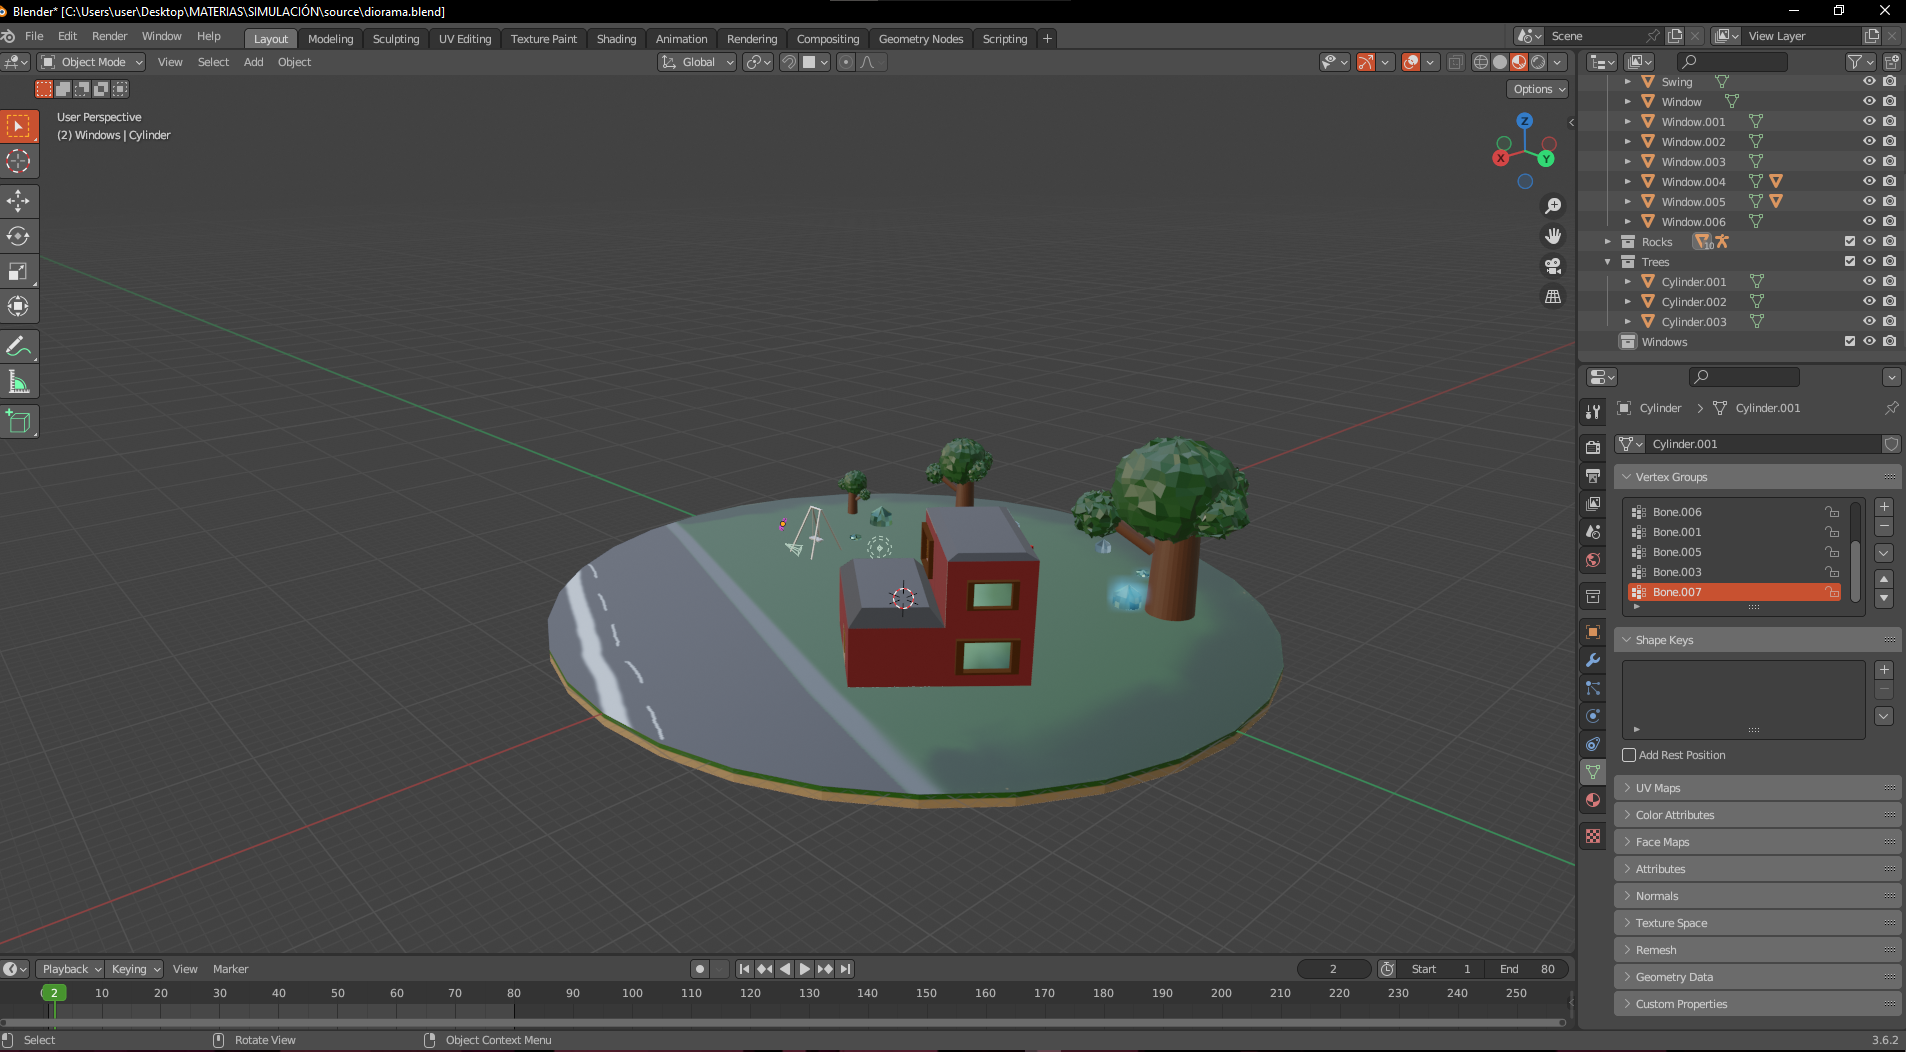 Blender* [C:\Users\user\Desktop\MATERIAS\SIMULACIÓN\source\diorama.blend]
File Edit Render Window Help Layout Modeling Sculpting UV Editing Texture Paint Shading Animation Rendering Compositing Geometry Nodes Scripting + Scene View Layer
Object Mode View Select Add Object Global
Options
User Perspective
(2) Windows | Cylinder
Z
X
Y
Swing
Window
Window.001
Window.002
Window.003
Window.004
Window.005
Window.006
Rocks 10
Trees
Cylinder.001
Cylinder.002
Cylinder.003
Windows
Cylinder > Cylinder.001
Cylinder.001
Vertex Groups
Bone.006
Bone.001
Bone.005
Bone.003
Bone.007
Shape Keys
Add Rest Position
UV Maps
Color Attributes
Face Maps
Attributes
Normals
Texture Space
Remesh
Geometry Data
Custom Properties
Playback Keying View Marker 2 Start 1 End 80
2 10 20 30 40 50 60 70 80 90 100 110 120 130 140 150 160 170 180 190 200 210 220 230 240 250
Select Rotate View Object Context Menu 3.6.2